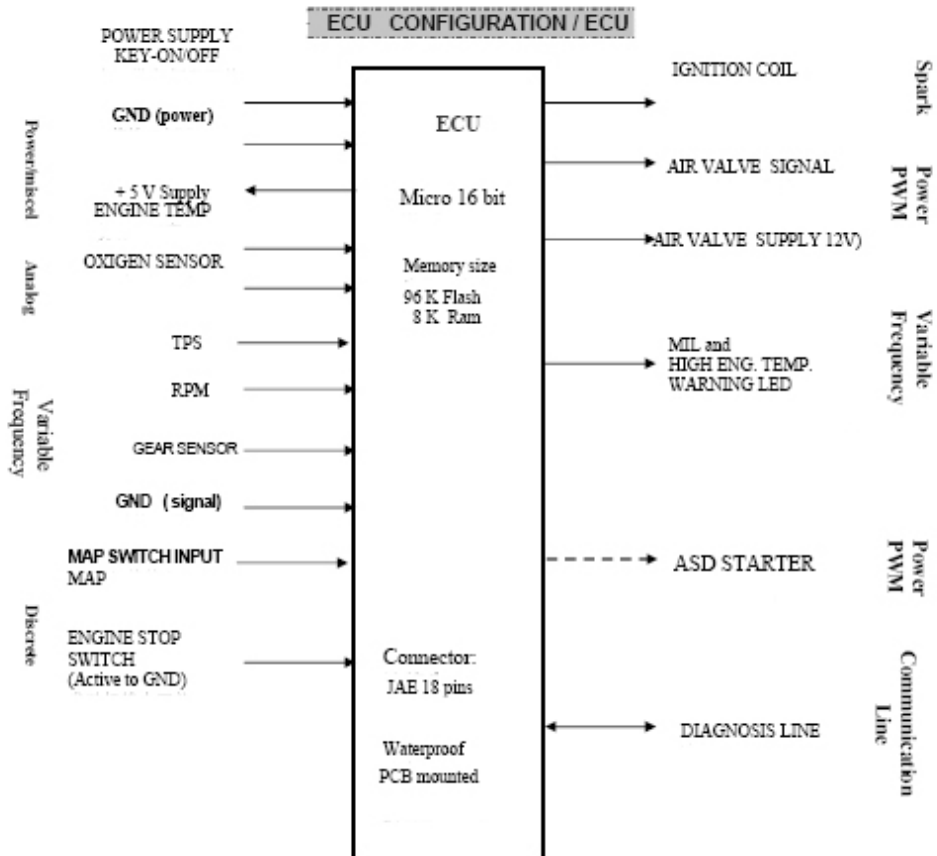 ECU CONFIGURATION / ECU
POWER SUPPLY
KEY-ON/OFF
GND (power)
+ 5 V Supply
ENGINE TEMP
OXIGEN SENSOR
TPS
RPM
GEAR SENSOR
GND ( signal)
MAP SWITCH INPUT
MAP
ENGINE STOP
SWITCH
(Active to GND)
Power/miscel
Analog
Variable
Frequency
Discrete
ECU
Micro 16 bit
Memory size
96 K Flash
8 K Ram
Connector:
JAE 18 pins
Waterproof
PCB mounted
IGNITION COIL
AIR VALVE SIGNAL
AIR VALVE SUPPLY 12V)
MIL and
HIGH ENG. TEMP.
WARNING LED
ASD STARTER
DIAGNOSIS LINE
Spark
Power
PWM
Variable
Frequency
Power
PWM
Communication
Line